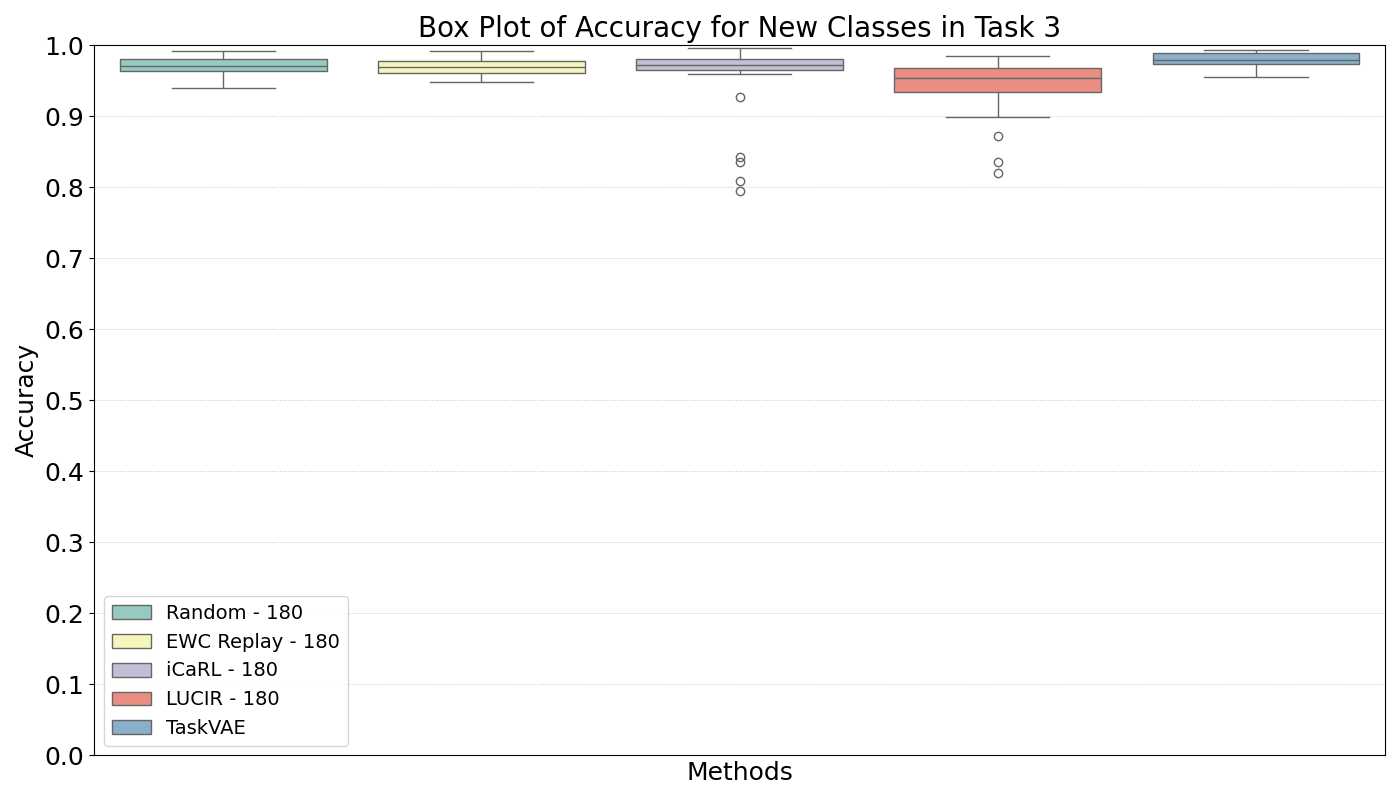 Box Plot of Accuracy for New Classes in Task 3
1.0
0.9
0.8
0.7
0.6
0.5
0.4
0.3
0.2
0.1
0.0
Accuracy
Random - 180
EWC Replay - 180
iCaRL - 180
LUCIR - 180
TaskVAE
Methods